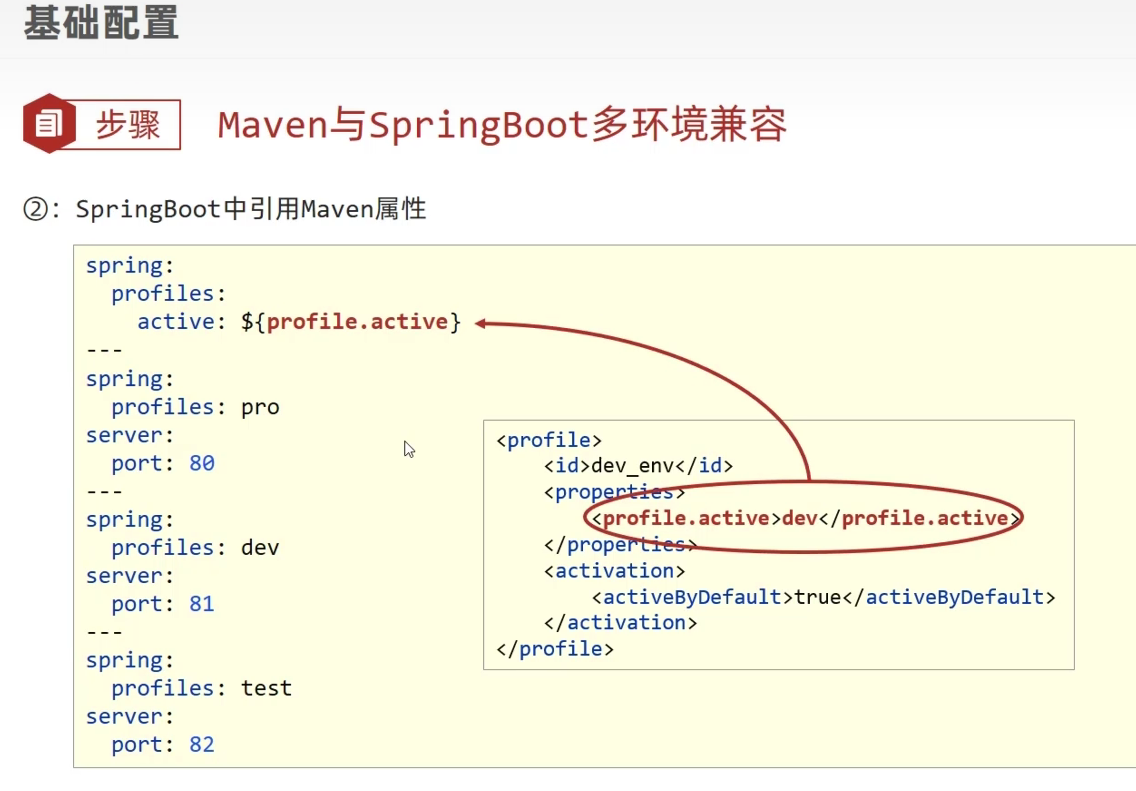 基础配置
步骤
Maven与SpringBoot多环境兼容
②：SpringBoot中引用Maven属性
spring:
  profiles:
    active: ${profile.active}
---
spring:
  profiles: pro
server:
  port: 80
---
spring:
  profiles: dev
server:
  port: 81
---
spring:
  profiles: test
server:
  port: 82
<profile>
    <id>dev_env</id>
    <properties>
        <profile.active>dev</profile.active>
    </properties>
    <activation>
        <activeByDefault>true</activeByDefault>
    </activation>
</profile>